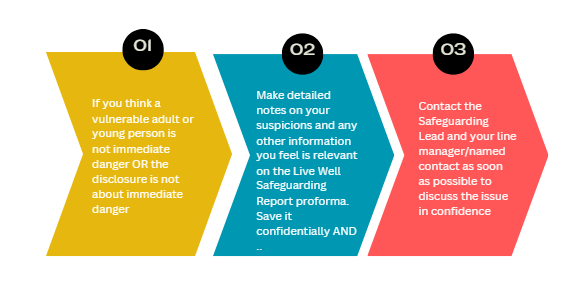 01
If you think a
vulnerable adult or
young person is
not immediate
danger OR the
disclosure is not
about immediate
danger
02
Make detailed
notes on your
suspicions and any
other information
you feel is relevant
on the Live Well
Safeguarding
Report proforma.
Save it
confidentially AND
..
03
Contact the
Safeguarding
Lead and your line
manager/named
contact as soon
as possible to
discuss the issue
in confidence